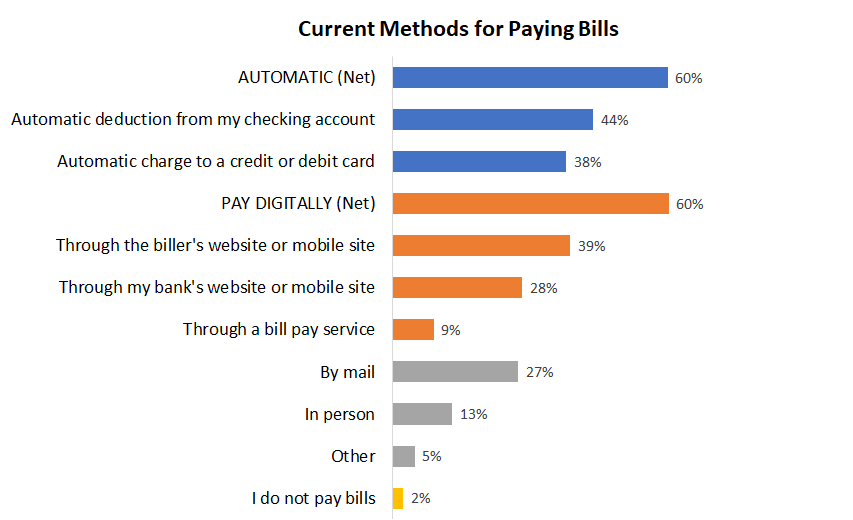 Current Methods for Paying Bills
AUTOMATIC (Net) 60%
Automatic deduction from my checking account 44%
Automatic charge to a credit or debit card 38%
PAY DIGITALLY (Net) 60%
Through the biller's website or mobile site 39%
Through my bank's website or mobile site 28%
Through a bill pay service 9%
By mail 27%
In person 13%
Other 5%
I do not pay bills 2%